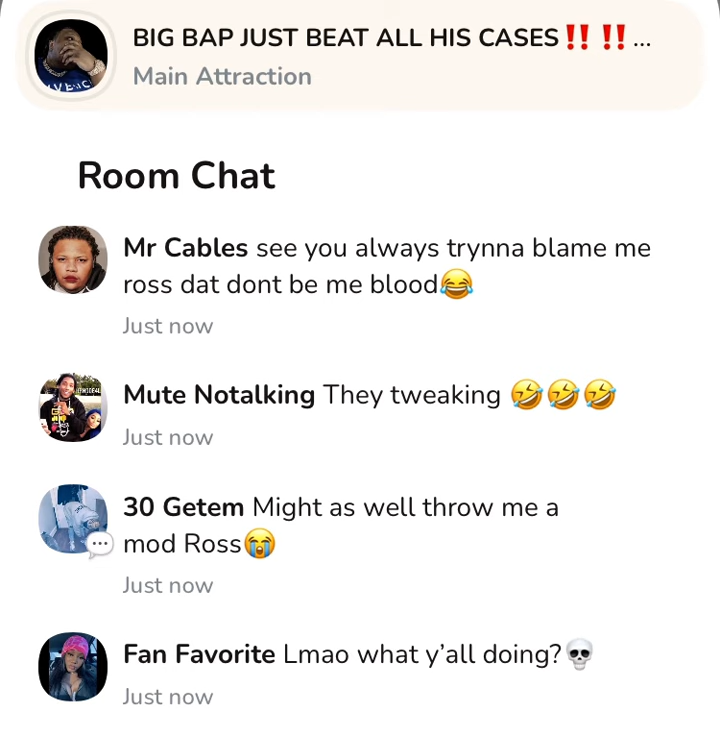 BIG BAP JUST BEAT ALL HIS CASES‼️ ‼️...
Main Attraction
Room Chat
Mr Cables see you always trynna blame me
ross dat dont be me blood😂
Just now
Mute Notalking They tweaking 🤣🤣🤣
Just now
30 Getem Might as well throw me a
mod Ross😭
Just now
Fan Favorite Lmao what y’all doing?💀
Just now